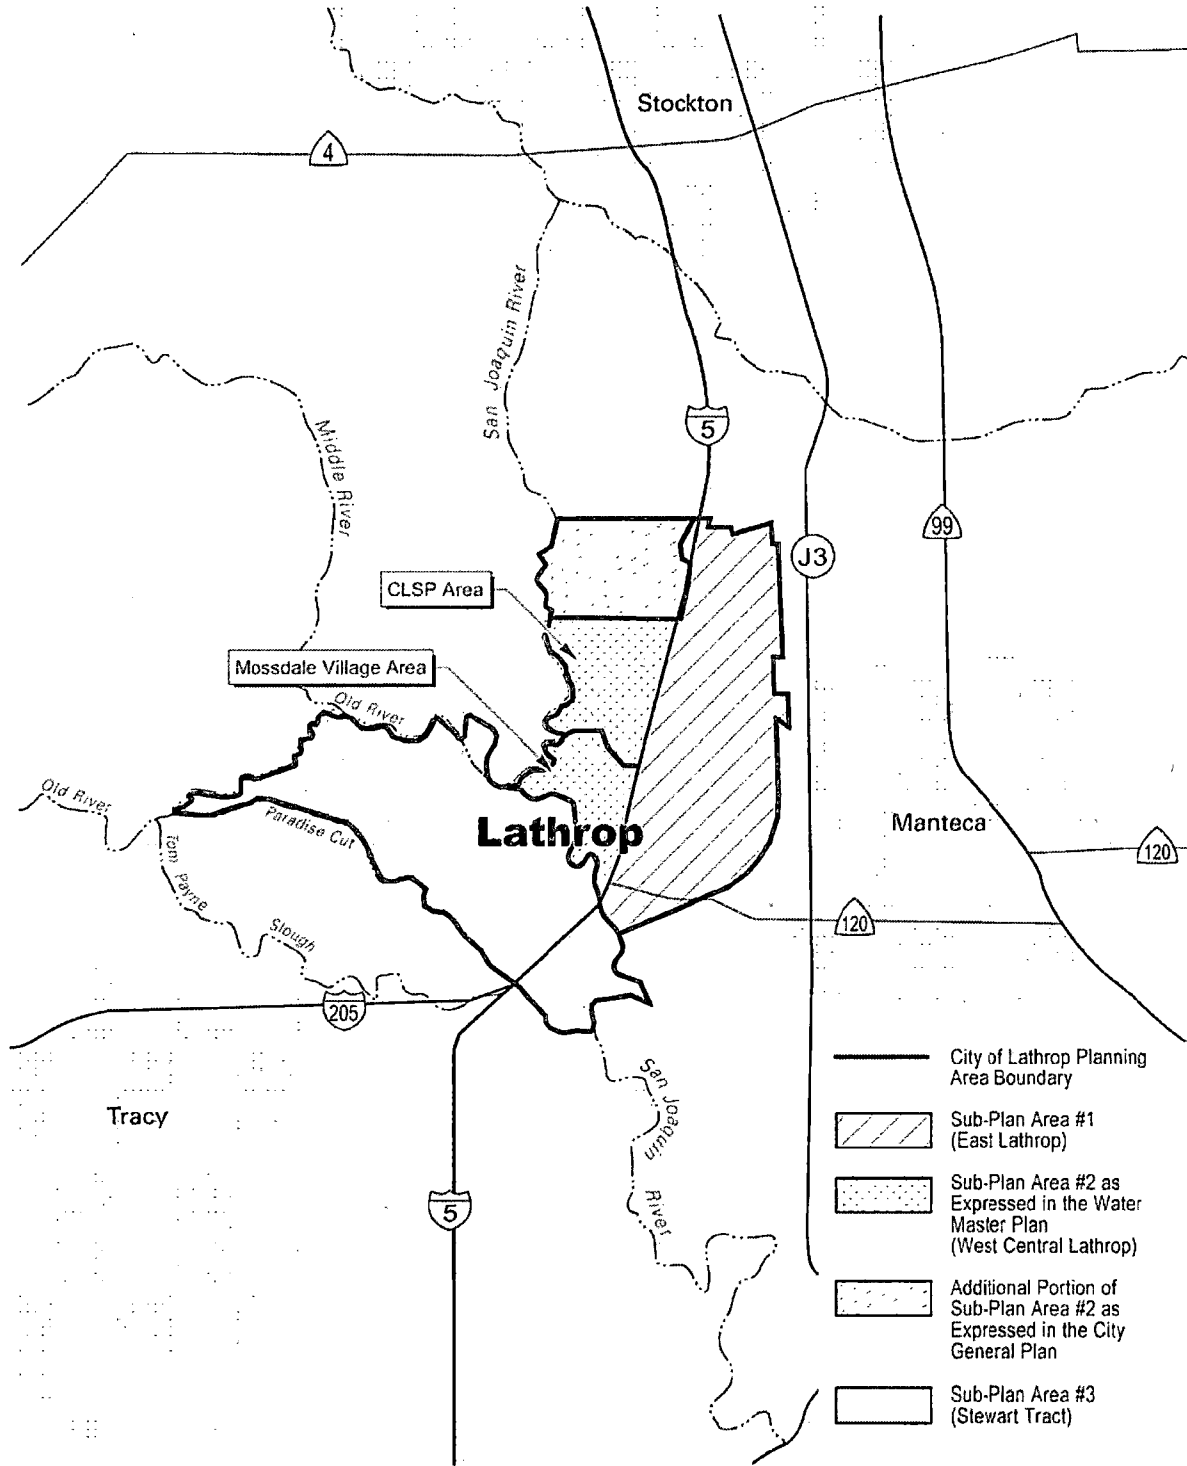 Stockton
4
San Joaquin River
5
Middle River
99
J3
CLSP Area
Mossdale Village Area
Old River
Old River
Paradise Cut
Lathrop
Manteca
120
Tom Payne
Slough
120
205
San Joaquin
River
Tracy
5
City of Lathrop Planning
Area Boundary
Sub-Plan Area #1
(East Lathrop)
Sub-Plan Area #2 as
Expressed in the Water
Master Plan
(West Central Lathrop)
Additional Portion of
Sub-Plan Area #2 as
Expressed in the City
General Plan
Sub-Plan Area #3
(Stewart Tract)